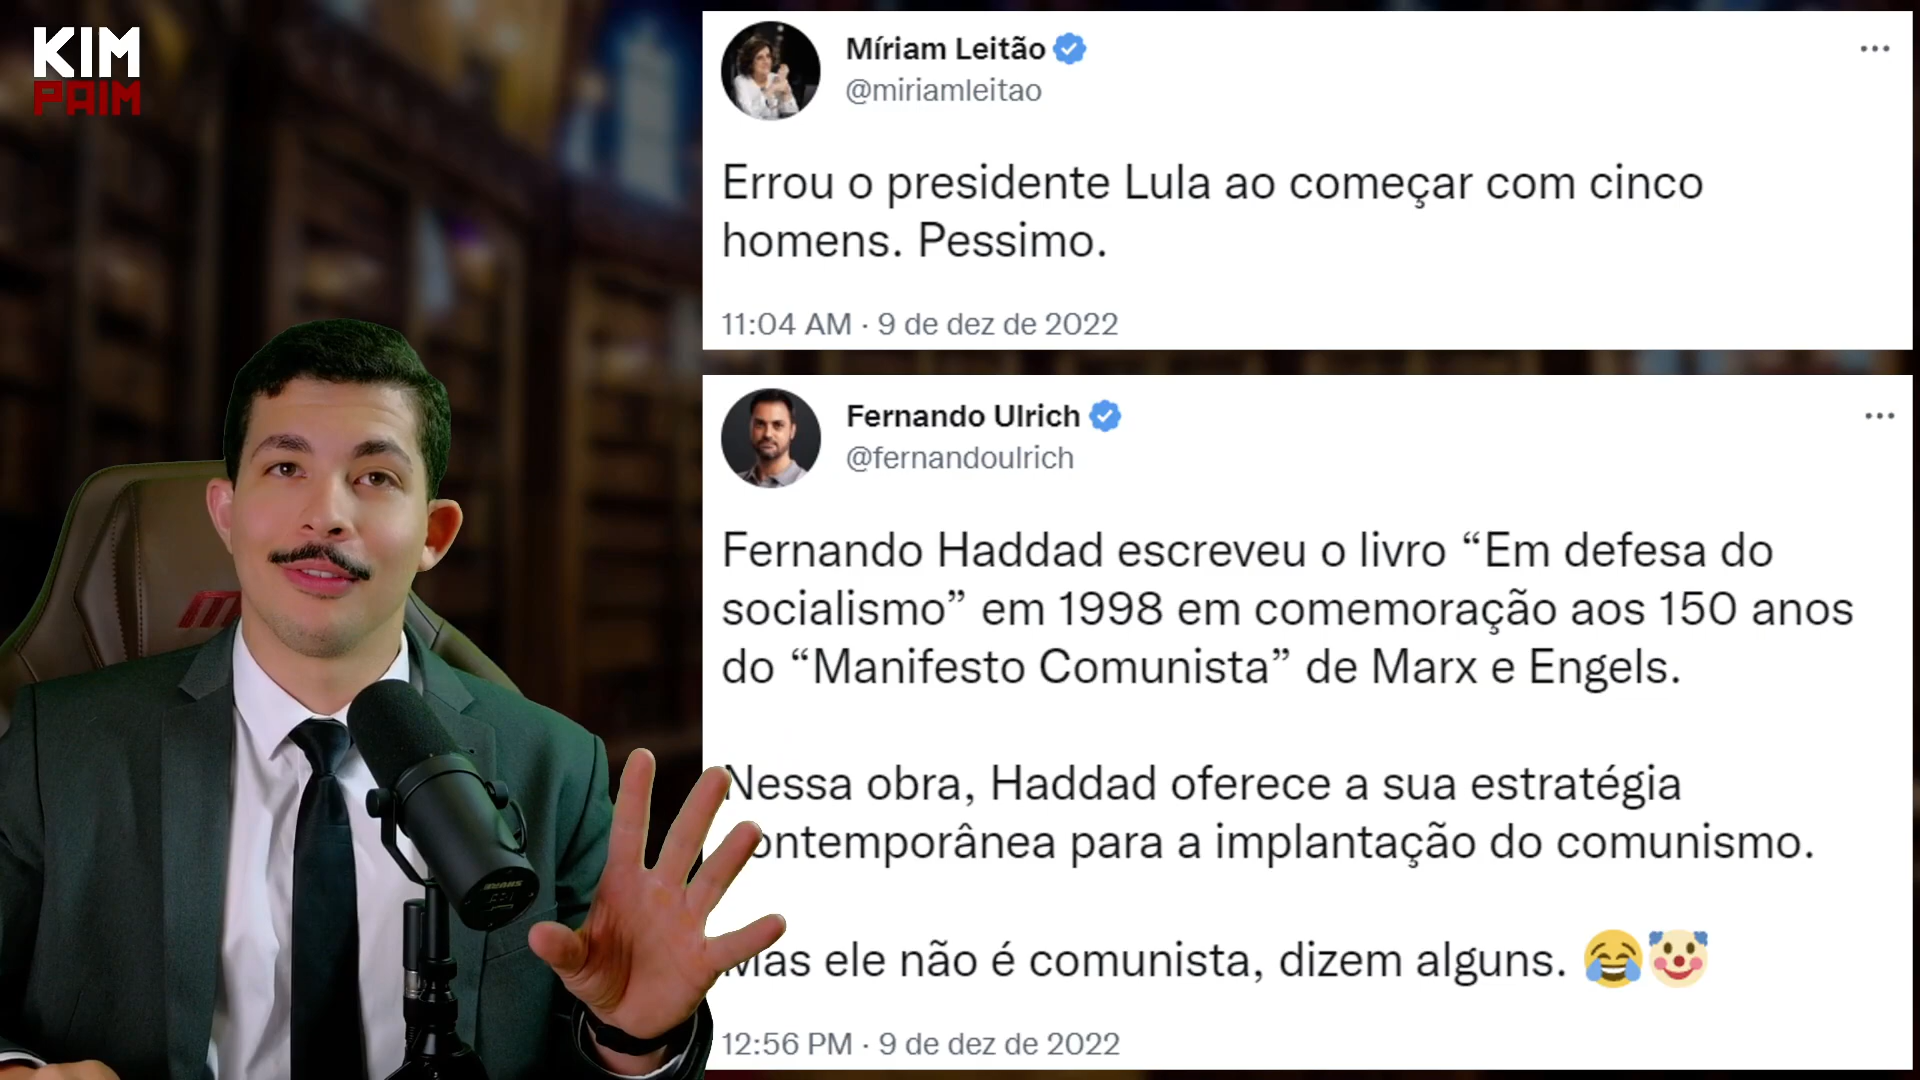 KIM
PAIM
Míriam Leitão
@miriamleitao
Errou o presidente Lula ao começar com cinco
homens. Pessimo.
11:04 AM · 9 de dez de 2022
Fernando Ulrich
@fernandoulrich
Fernando Haddad escreveu o livro “Em defesa do
socialismo” em 1998 em comemoração aos 150 anos
do “Manifesto Comunista” de Marx e Engels.
Nessa obra, Haddad oferece a sua estratégia
contemporânea para a implantação do comunismo.
Mas ele não é comunista, dizem alguns. 😂🤡
12:56 PM · 9 de dez de 2022